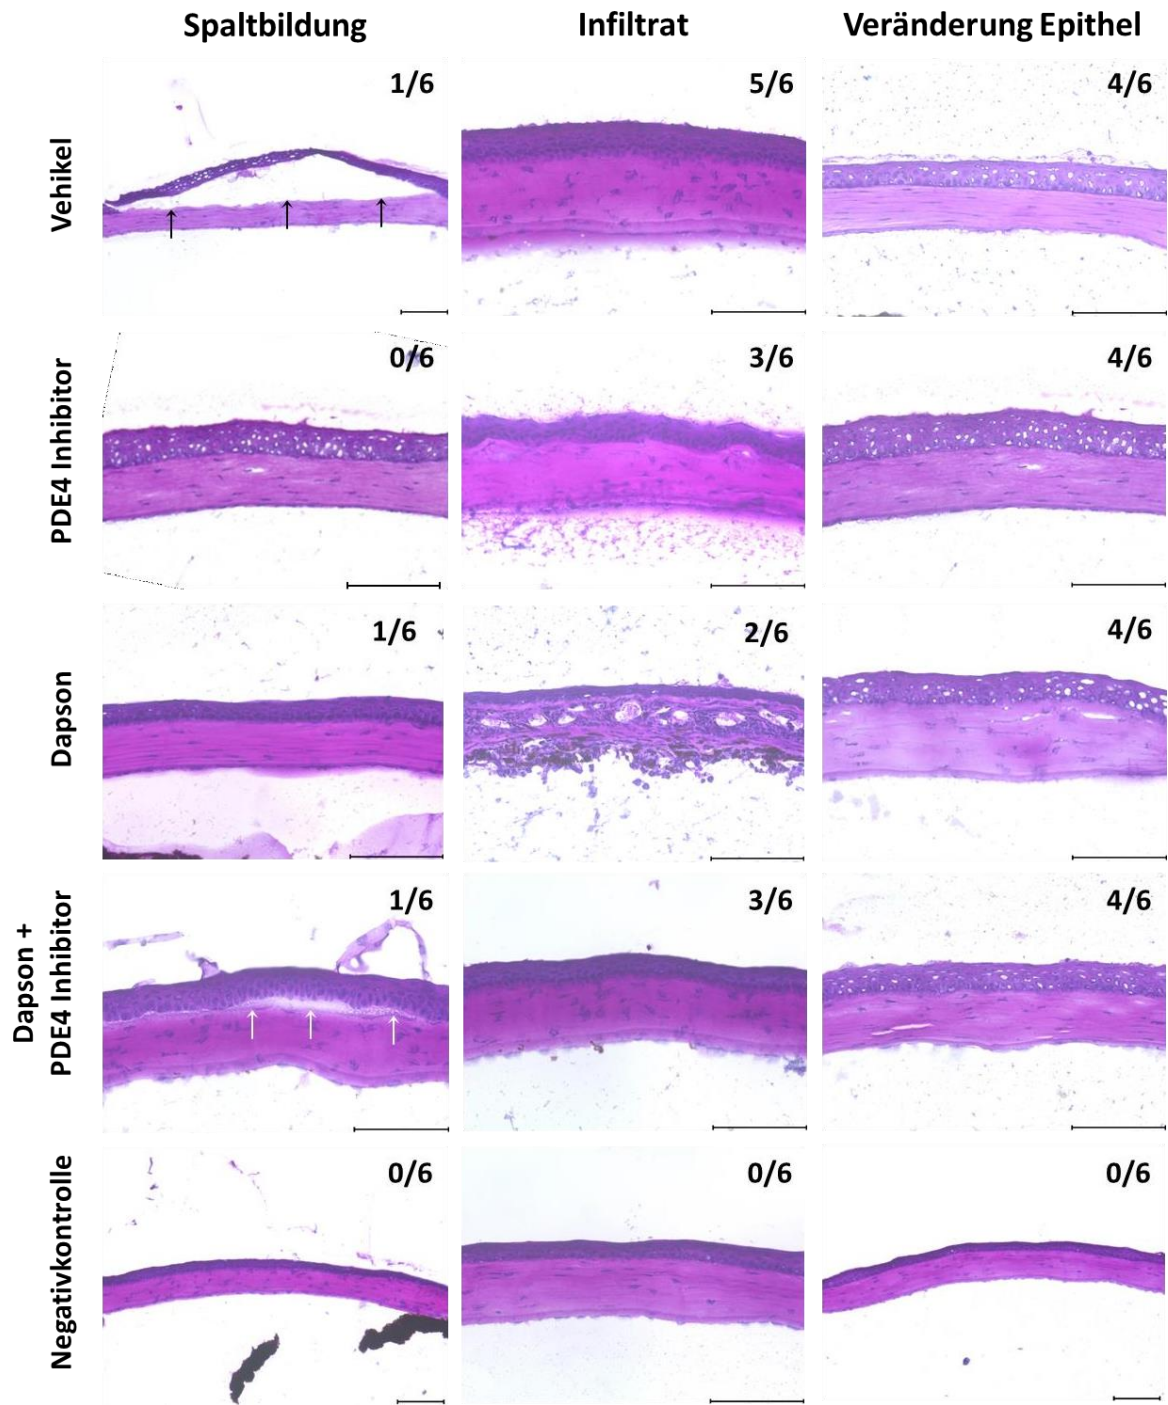 Spaltbildung Infiltrat Veränderung Epithel
Vehikel 1/6 5/6 4/6
PDE4 Inhibitor 0/6 3/6 4/6
Dapson 1/6 2/6 4/6
Dapson +
PDE4 Inhibitor 1/6 3/6 4/6
Negativkontrolle 0/6 0/6 0/6